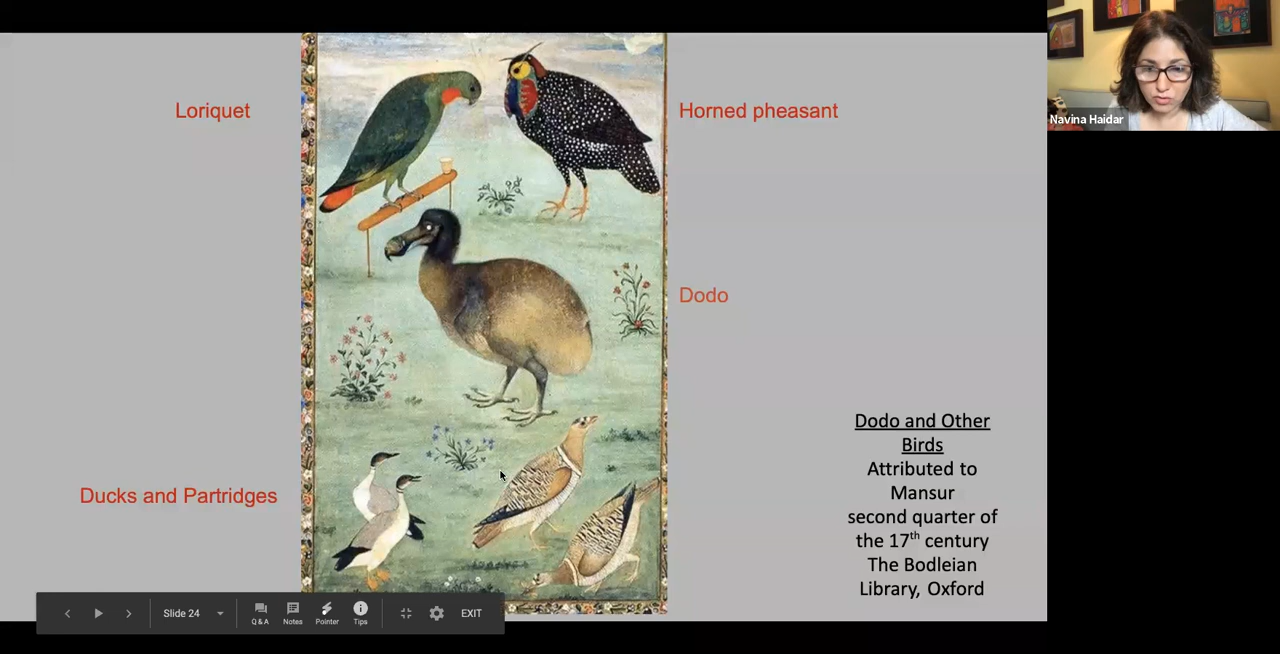 Loriquet
Horned pheasant
Navina Haidar
Dodo
Dodo and Other
Birds
Attributed to
Mansur
second quarter of
the 17th century
The Bodleian
Library, Oxford
Ducks and Partridges
Slide 24
Q & A
Notes
Pointer
Tips
EXIT